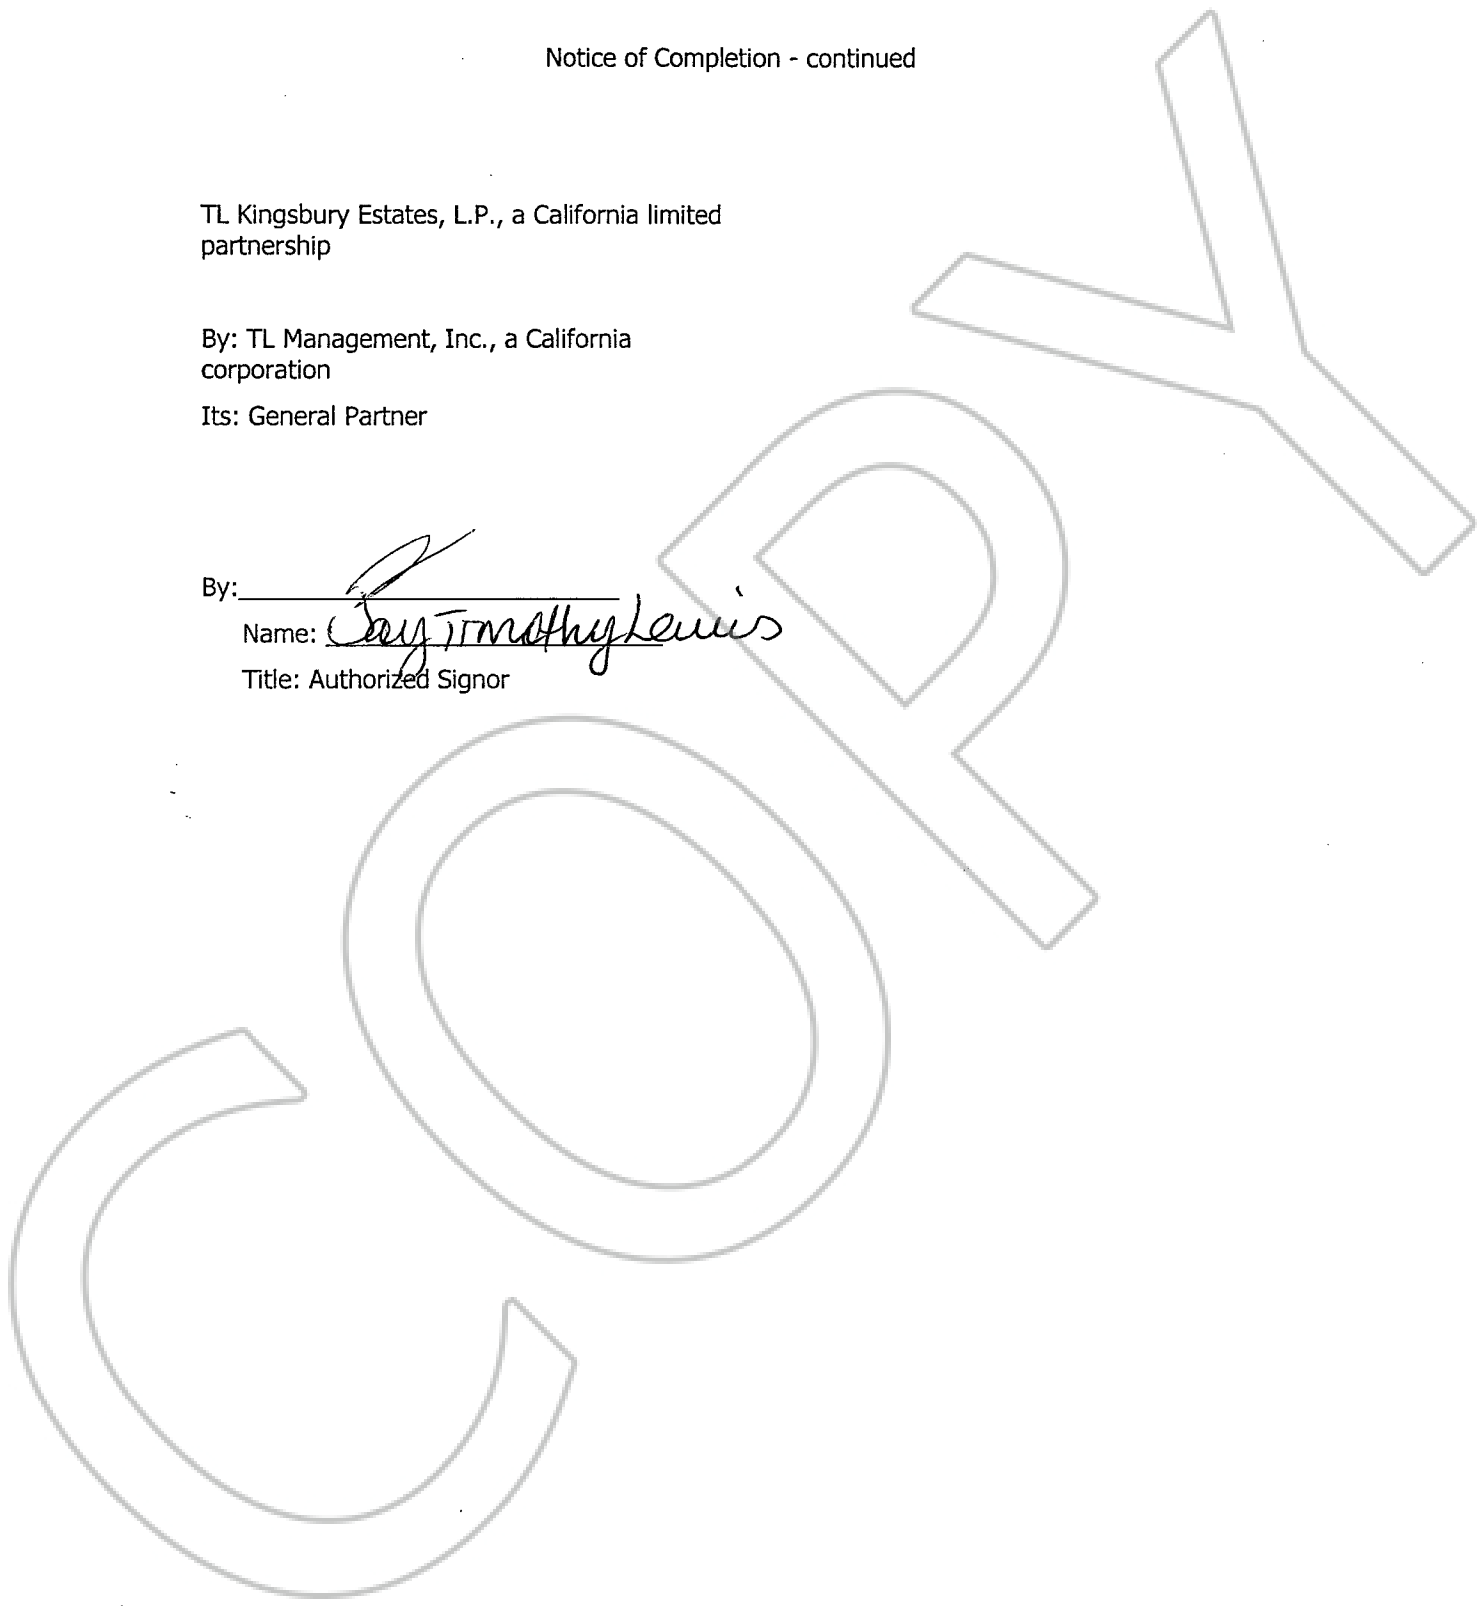 Notice of Completion - continued
TL Kingsbury Estates, L.P., a California limited
partnership
By: TL Management, Inc., a California
corporation
Its: General Partner
By:
Name: Jay Timothy Lewis
Title: Authorized Signor
COPY